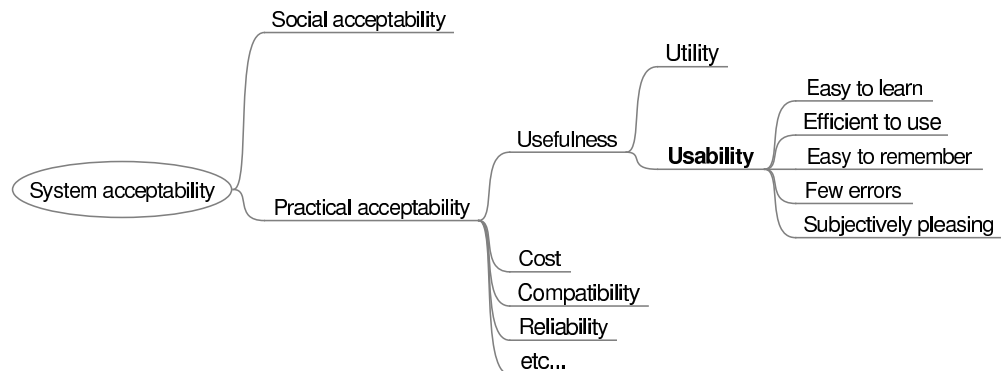 Social acceptability
Utility
Easy to learn
Efficient to use
Usefulness
Usability
Easy to remember
System acceptability
Few errors
Practical acceptability
Subjectively pleasing
Cost
Compatibility
Reliability
etc...